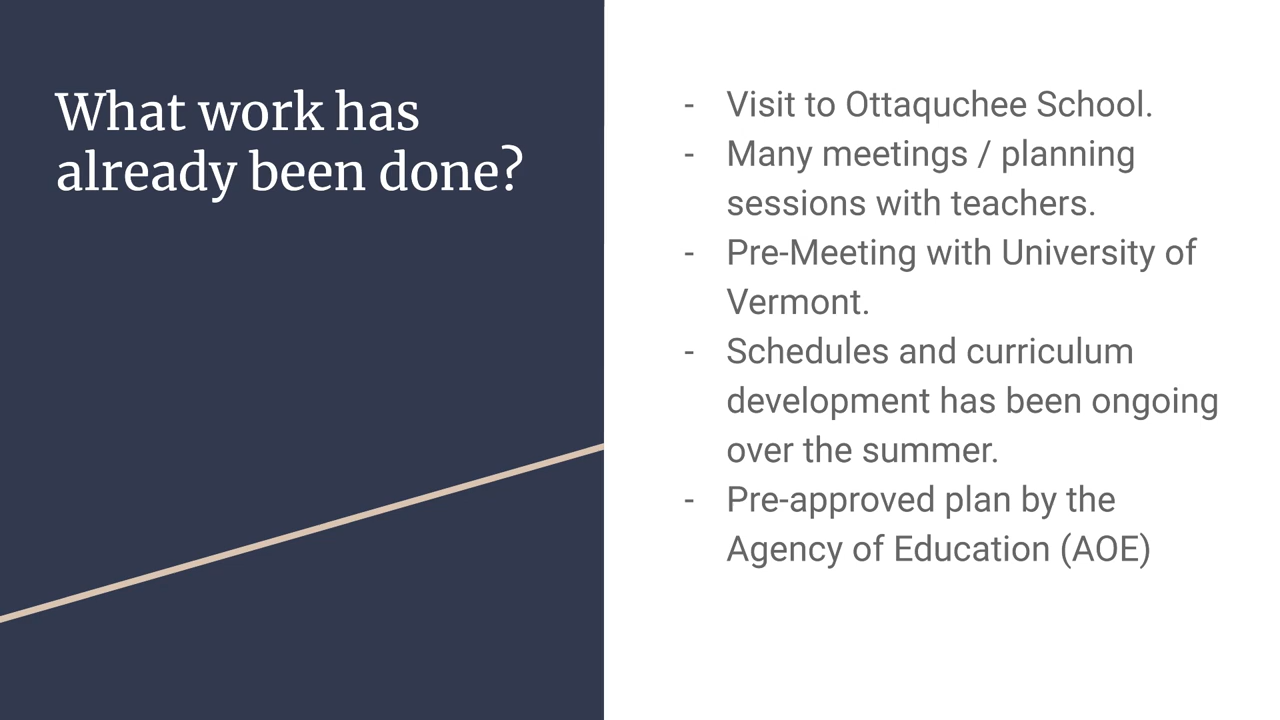 What work has
already been done?
- Visit to Ottaquchee School.
- Many meetings / planning
sessions with teachers.
- Pre-Meeting with University of
Vermont.
- Schedules and curriculum
development has been ongoing
over the summer.
- Pre-approved plan by the
Agency of Education (AOE)